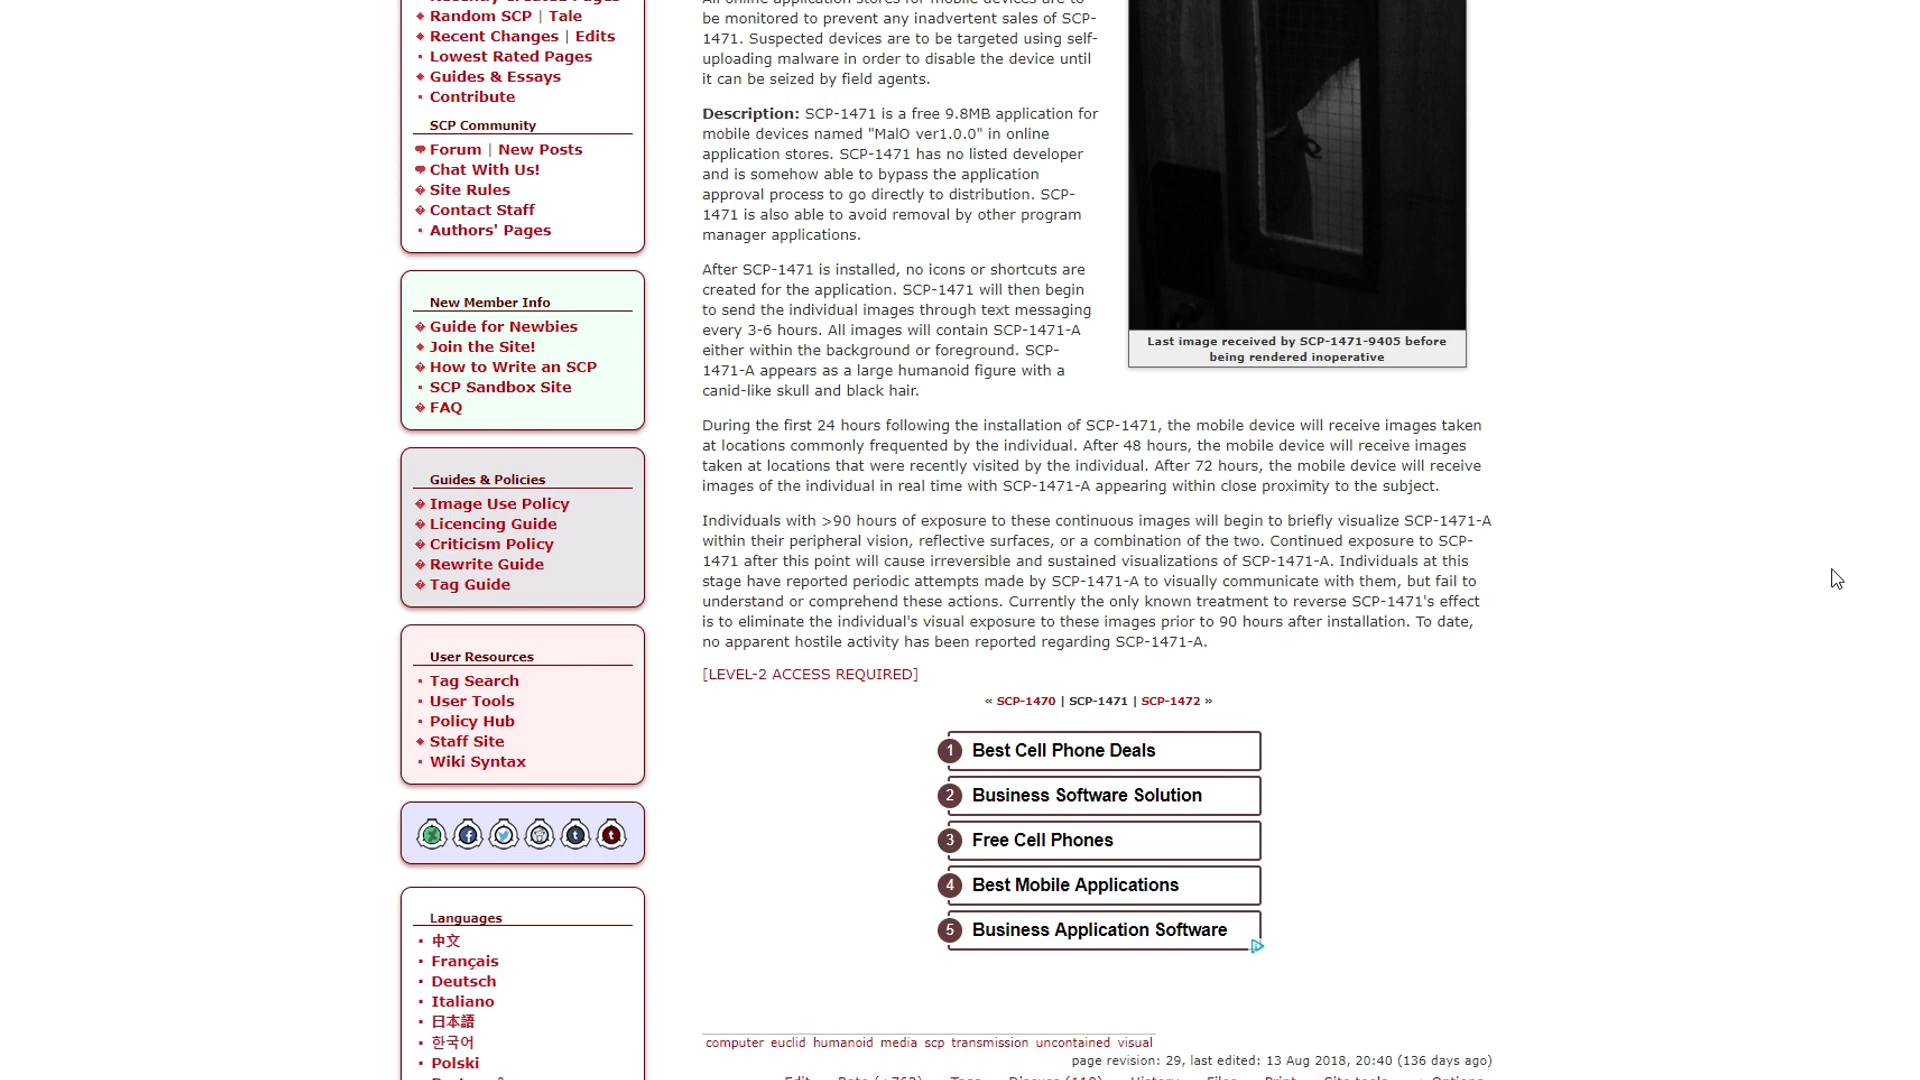 Random SCP | Tale
Recent Changes | Edits
Lowest Rated Pages
Guides & Essays
Contribute
SCP Community
Forum | New Posts
Chat With Us!
Site Rules
Contact Staff
Authors' Pages
New Member Info
Guide for Newbies
Join the Site!
How to Write an SCP
SCP Sandbox Site
FAQ
Guides & Policies
Image Use Policy
Licencing Guide
Criticism Policy
Rewrite Guide
Tag Guide
User Resources
Tag Search
User Tools
Policy Hub
Staff Site
Wiki Syntax
Languages
中文
Français
Deutsch
Italiano
日本語
한국어
Polski
be monitored to prevent any inadvertent sales of SCP-
1471. Suspected devices are to be targeted using self-
uploading malware in order to disable the device until
it can be seized by field agents.
Description: SCP-1471 is a free 9.8MB application for
mobile devices named "MalO ver1.0.0" in online
application stores. SCP-1471 has no listed developer
and is somehow able to bypass the application
approval process to go directly to distribution. SCP-
1471 is also able to avoid removal by other program
manager applications.
After SCP-1471 is installed, no icons or shortcuts are
created for the application. SCP-1471 will then begin
to send the individual images through text messaging
every 3-6 hours. All images will contain SCP-1471-A
either within the background or foreground. SCP-
1471-A appears as a large humanoid figure with a
canid-like skull and black hair.
Last image received by SCP-1471-9405 before
being rendered inoperative
During the first 24 hours following the installation of SCP-1471, the mobile device will receive images taken
at locations commonly frequented by the individual. After 48 hours, the mobile device will receive images
taken at locations that were recently visited by the individual. After 72 hours, the mobile device will receive
images of the individual in real time with SCP-1471-A appearing within close proximity to the subject.
Individuals with >90 hours of exposure to these continuous images will begin to briefly visualize SCP-1471-A
within their peripheral vision, reflective surfaces, or a combination of the two. Continued exposure to SCP-
1471 after this point will cause irreversible and sustained visualizations of SCP-1471-A. Individuals at this
stage have reported periodic attempts made by SCP-1471-A to visually communicate with them, but fail to
understand or comprehend these actions. Currently the only known treatment to reverse SCP-1471's effect
is to eliminate the individual's visual exposure to these images prior to 90 hours after installation. To date,
no apparent hostile activity has been reported regarding SCP-1471-A.
[LEVEL-2 ACCESS REQUIRED]
« SCP-1470 | SCP-1471 | SCP-1472 »
1 Best Cell Phone Deals
2 Business Software Solution
3 Free Cell Phones
4 Best Mobile Applications
5 Business Application Software
computer euclid humanoid media scp transmission uncontained visual
page revision: 29, last edited: 13 Aug 2018, 20:40 (136 days ago)